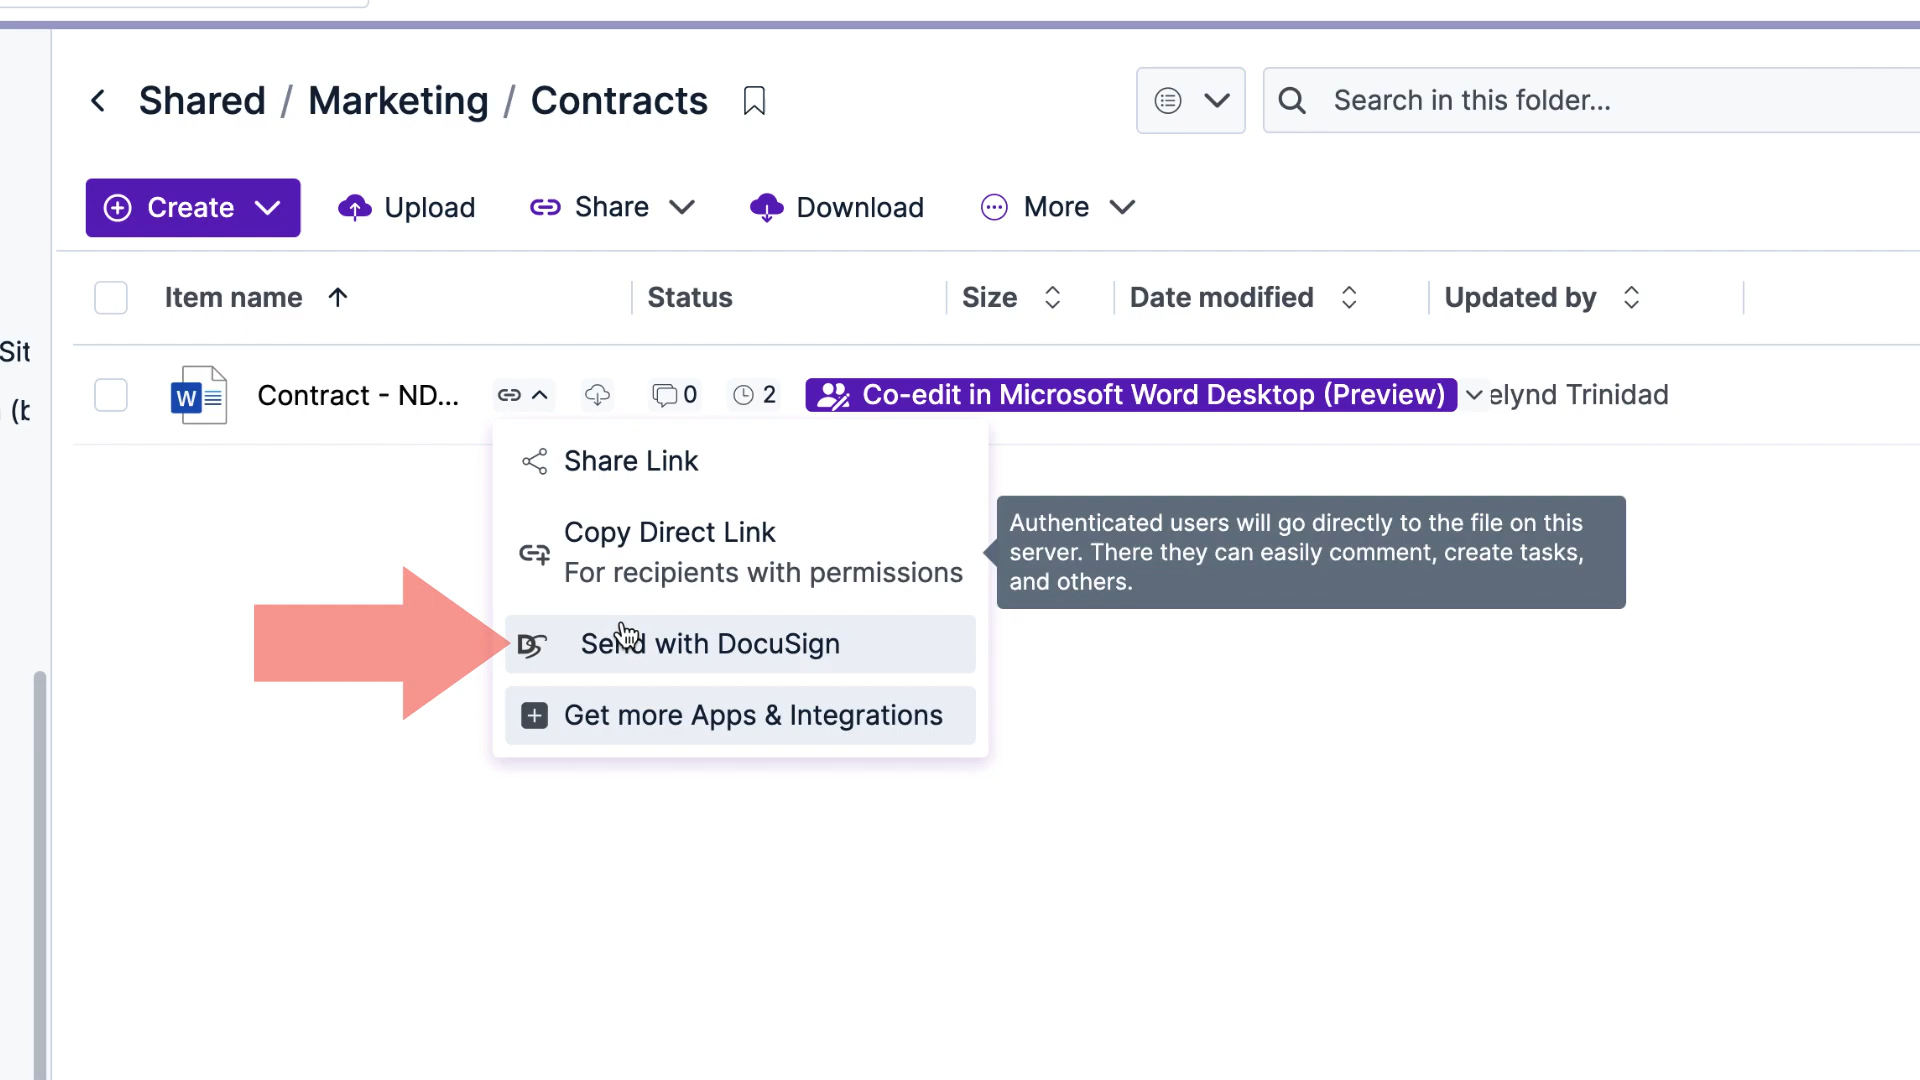 Shared / Marketing / Contracts
Search in this folder...
Create
Upload
Share
Download
More
Item name
Status
Size
Date modified
Updated by
Sit
(b
W
Contract - ND...
0
2
Co-edit in Microsoft Word Desktop (Preview)
elynd Trinidad
Share Link
Copy Direct Link
For recipients with permissions
Authenticated users will go directly to the file on this
server. There they can easily comment, create tasks,
and others.
DS
Send with DocuSign
Get more Apps & Integrations